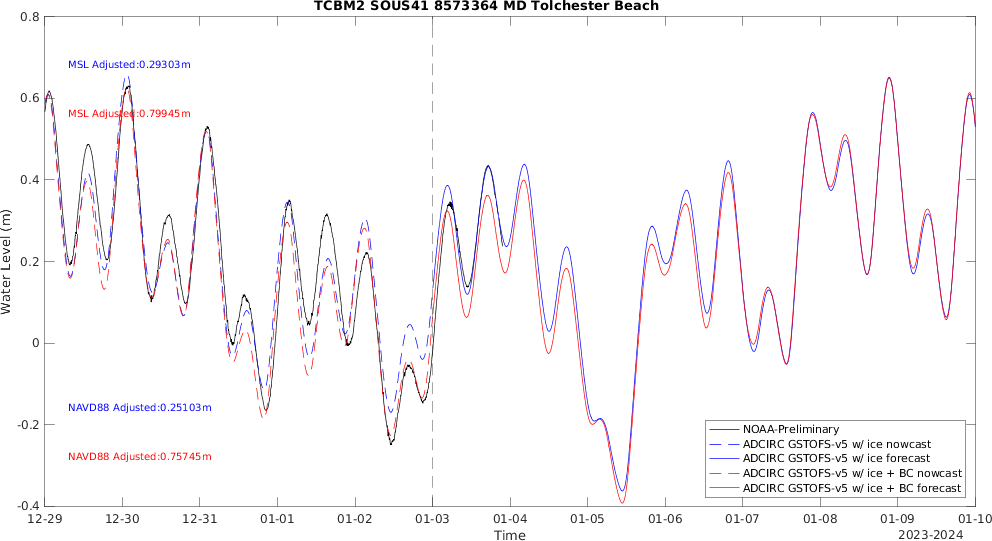 TCBM2 SOUS41 8573364 MD Tolchester Beach
0.8
0.6
0.4
0.2
0
-0.2
-0.4
Water Level (m)
MSL Adjusted:0.29303m
MSL Adjusted:0.79945m
NAVD88 Adjusted:0.25103m
NAVD88 Adjusted:0.75745m
NOAA-Preliminary
ADCIRC GSTOFS-v5 w/ ice nowcast
ADCIRC GSTOFS-v5 w/ ice forecast
ADCIRC GSTOFS-v5 w/ ice + BC nowcast
ADCIRC GSTOFS-v5 w/ ice + BC forecast
12-29 12-30 12-31 01-01 01-02 01-03 01-04 01-05 01-06 01-07 01-08 01-09 01-10
Time
2023-2024